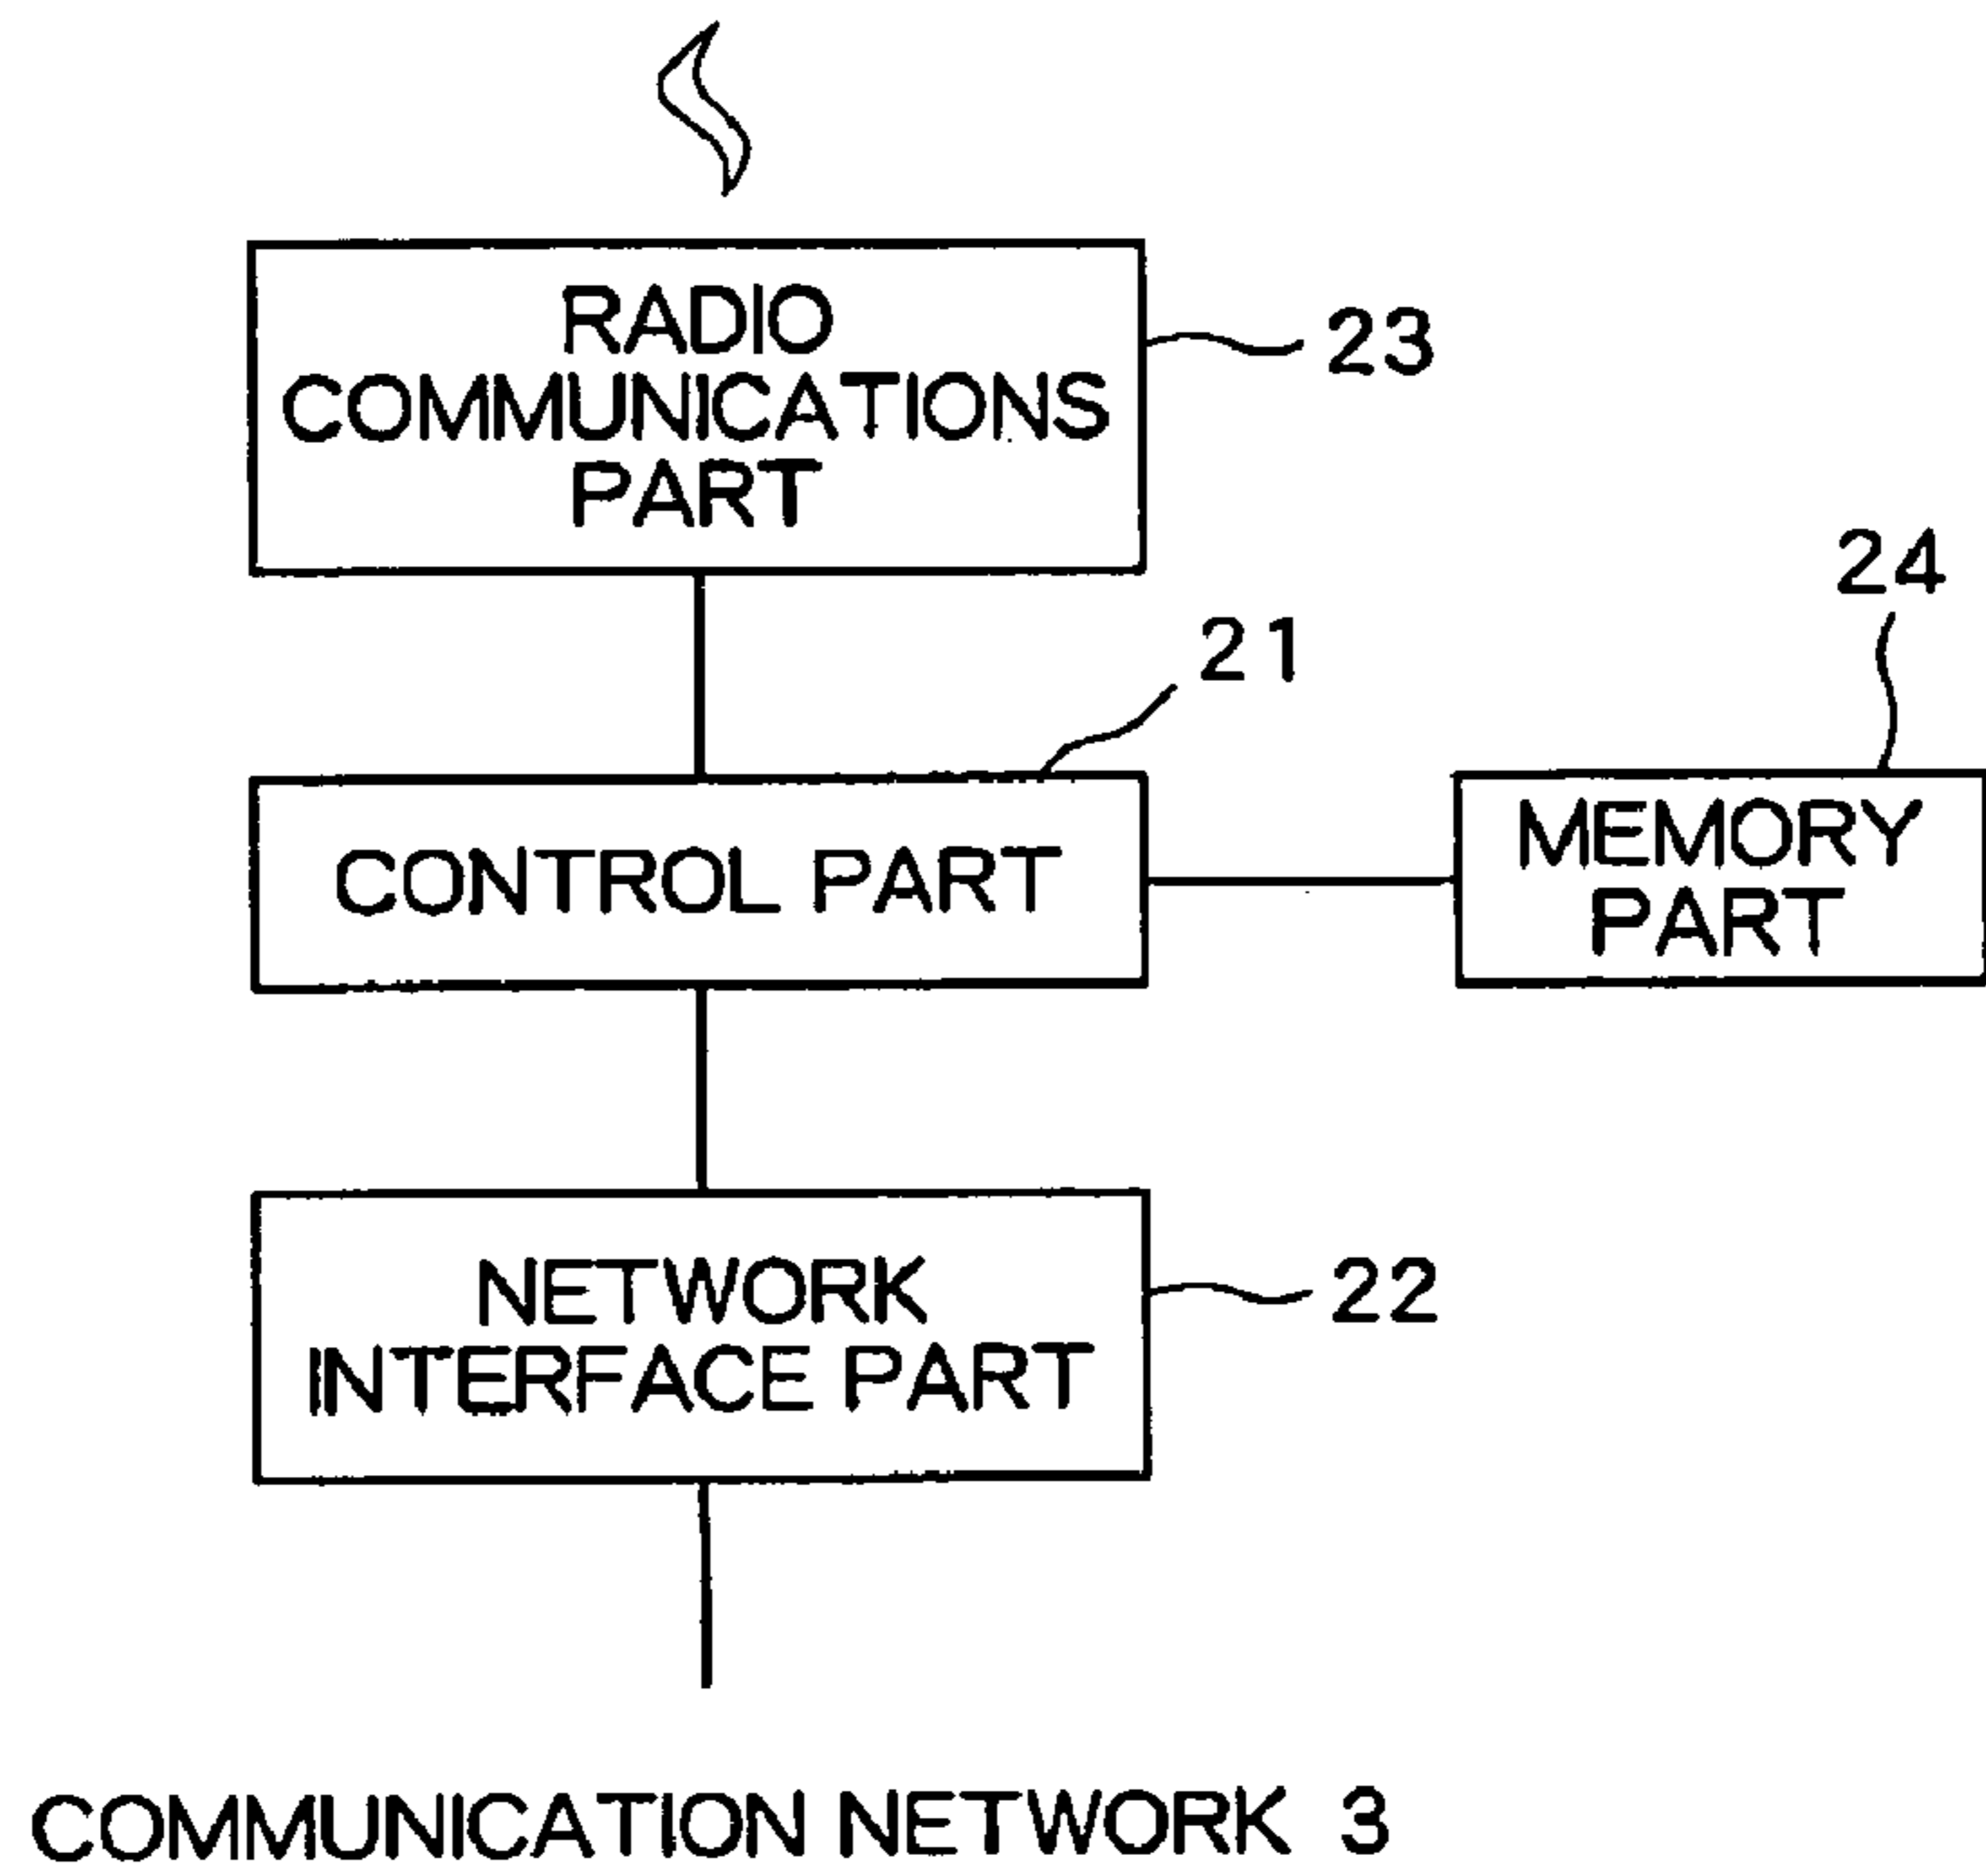 RADIO
COMMUNICATIONS
PART
23
24
21
CONTROL PART
MEMORY
PART
NETWORK
INTERFACE PART
22
COMMUNICATION NETWORK 3